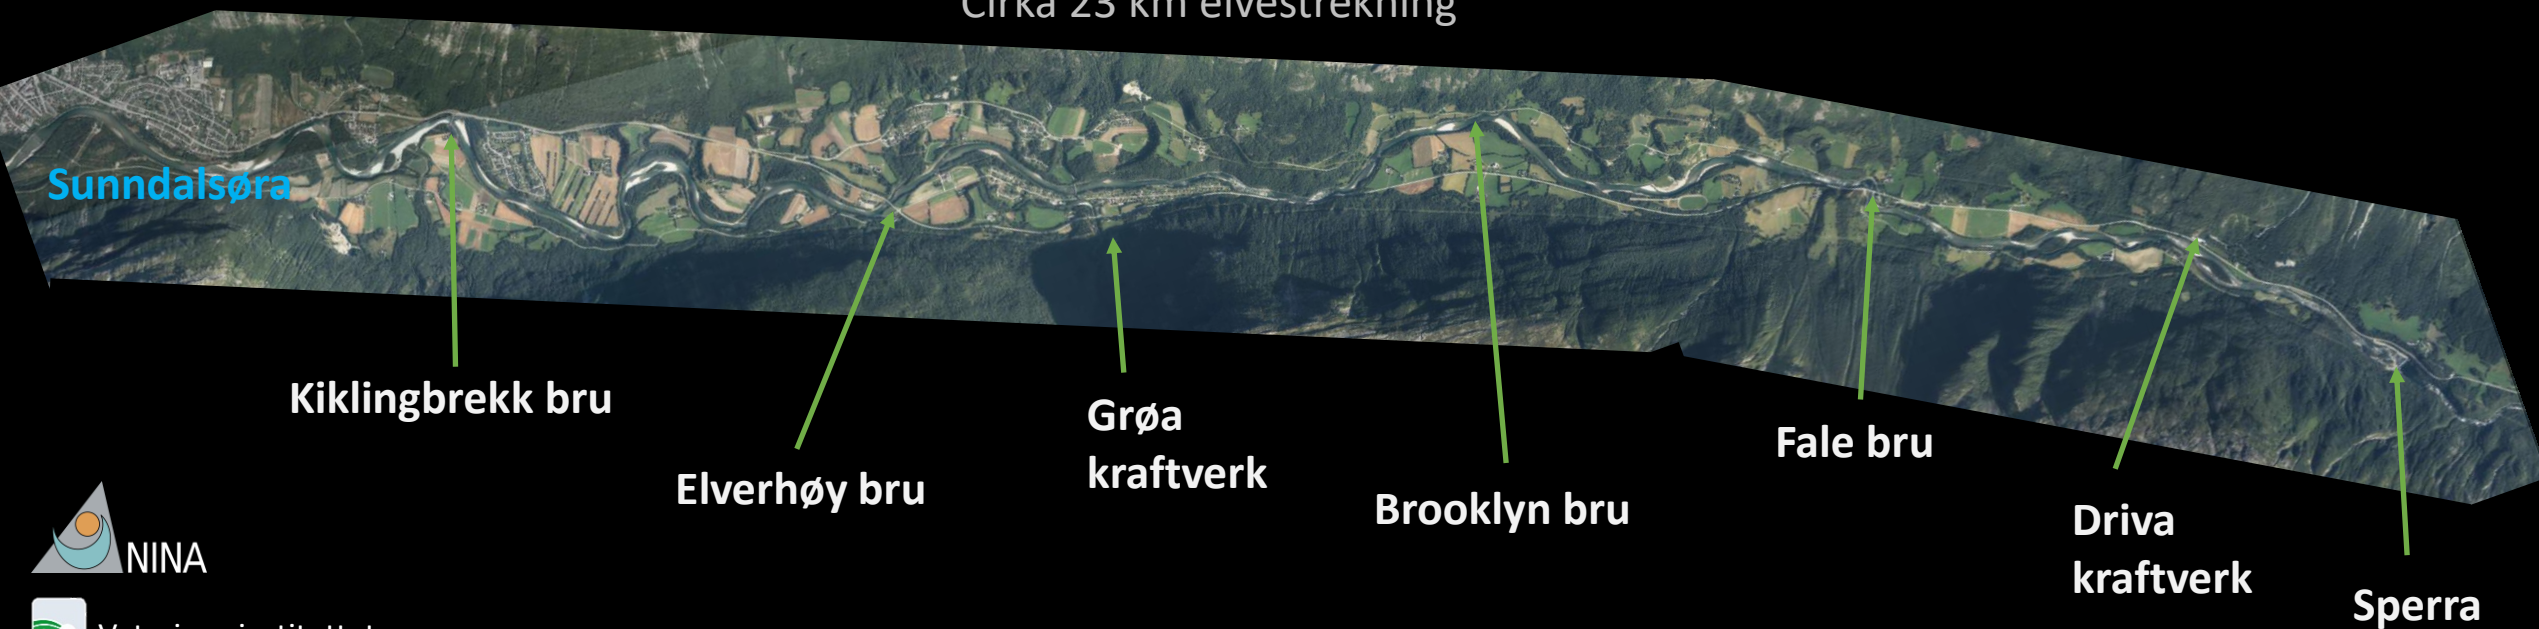 Cirka 23 km elvestrekning
Sunndalsøra
Kiklingbrekk bru
Elverhøy bru
Grøa
kraftverk
Brooklyn bru
Fale bru
Driva
kraftverk
Sperra
NINA
Veterinærinstituttet